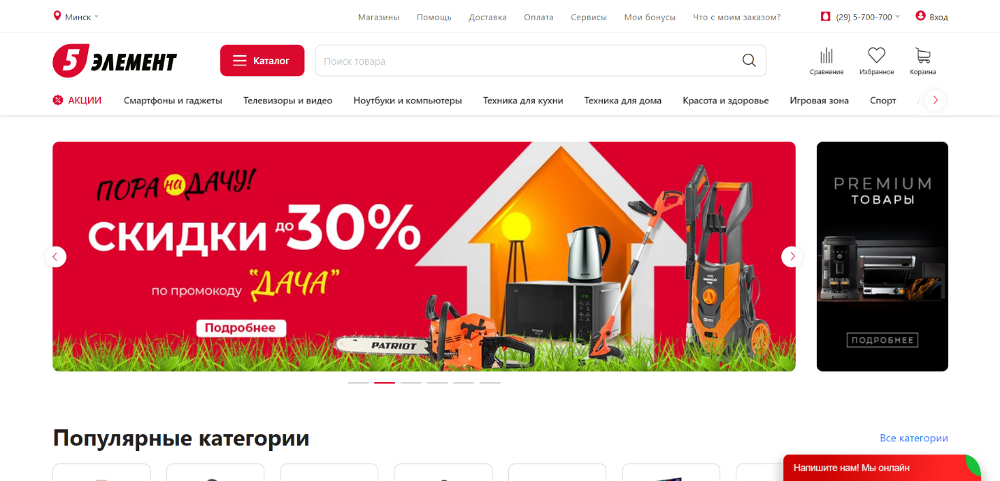 Минск
Магазины Помощь Доставка Оплата Сервисы Мои бонусы Что с моим заказом?
(29) 5-700-700
Вход
5 ЭЛЕМЕНТ
Каталог
Поиск товара
Сравнение Избранное Корзина
АКЦИИ Смартфоны и гаджеты Телевизоры и видео Ноутбуки и компьютеры Техника для кухни Техника для дома Красота и здоровье Игровая зона Спорт
ПОРА на ДАЧУ!
СКИДКИ ДО 30%
по промокоду "ДАЧА"
Подробнее
PATRIOT
DAEWOO
PREMIUM
ТОВАРЫ
ПОДРОБНЕЕ
Популярные категории
Все категории
Напишите нам! Мы онлайн